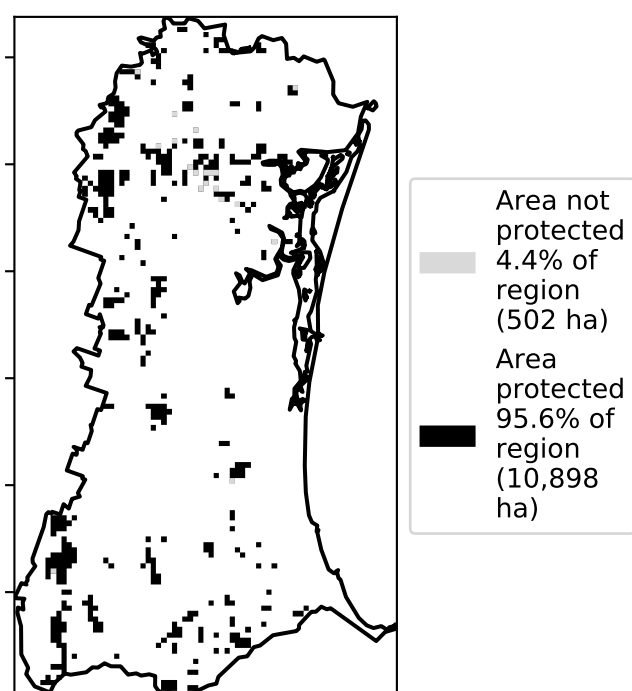 Area not
protected
4.4% of
region
(502 ha)
Area
protected
95.6% of
region
(10,898
ha)